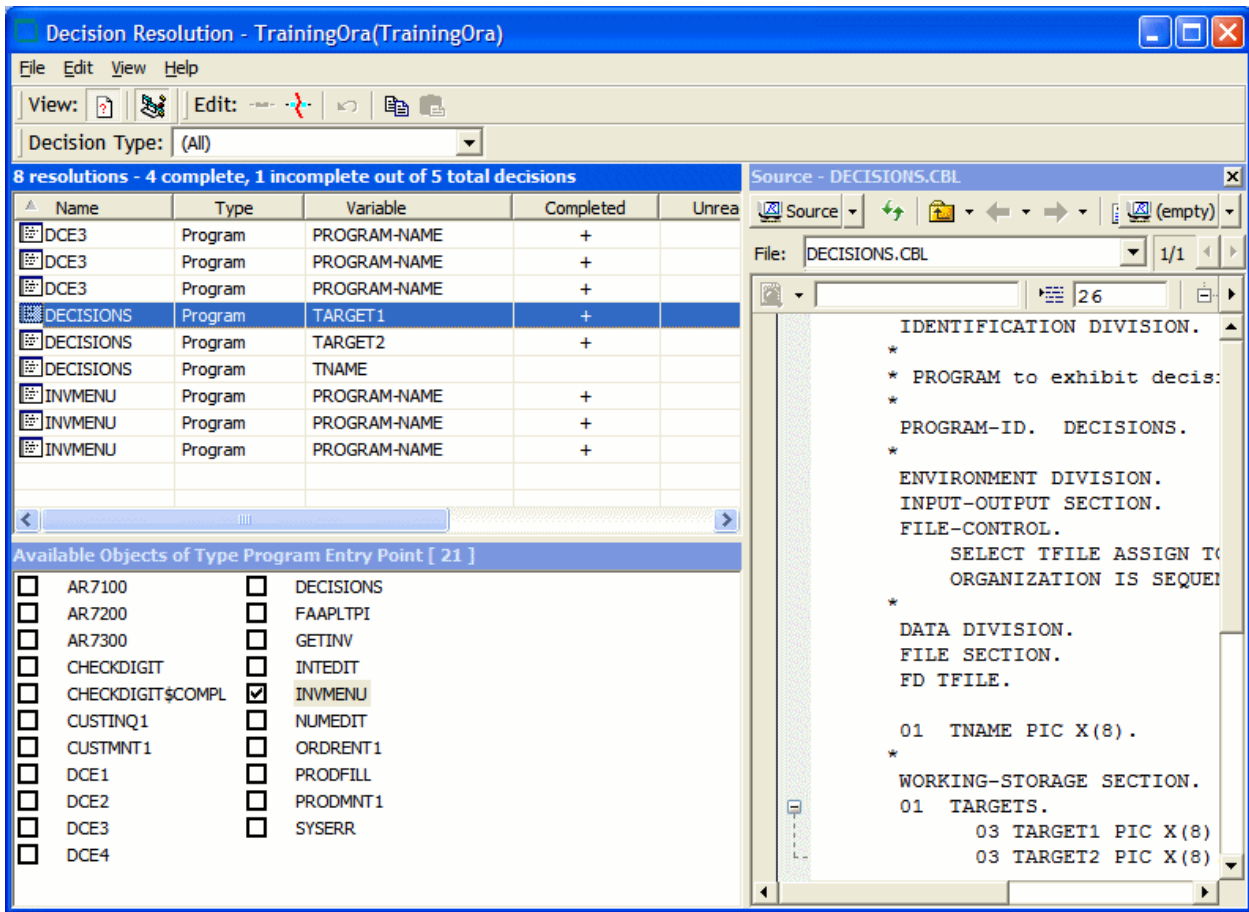 Decision Resolution - TrainingOra(TrainingOra)
File Edit View Help
View: Edit:
Decision Type: (All)
8 resolutions - 4 complete, 1 incomplete out of 5 total decisions
Name Type Variable Completed Unrea
DCE3 Program PROGRAM-NAME +
DCE3 Program PROGRAM-NAME +
DCE3 Program PROGRAM-NAME +
DECISIONS Program TARGET1 +
DECISIONS Program TARGET2 +
DECISIONS Program TNAME
INVMENU Program PROGRAM-NAME +
INVMENU Program PROGRAM-NAME +
INVMENU Program PROGRAM-NAME +
Available Objects of Type Program Entry Point [ 21 ]
AR7100 DECISIONS
AR7200 FAAPLTPI
AR7300 GETINV
CHECKDIGIT INTEDIT
CHECKDIGIT$COMPL INVMENU
CUSTINQ1 NUMEDIT
CUSTMNT1 ORDRENT1
DCE1 PRODFILL
DCE2 PRODMNT1
DCE3 SYSERR
DCE4
Source - DECISIONS.CBL
Source (empty)
File: DECISIONS.CBL 1/1
26
IDENTIFICATION DIVISION.
*
* PROGRAM to exhibit decis
*
PROGRAM-ID. DECISIONS.
*
ENVIRONMENT DIVISION.
INPUT-OUTPUT SECTION.
FILE-CONTROL.
SELECT TFILE ASSIGN TO
ORGANIZATION IS SEQUEN
*
DATA DIVISION.
FILE SECTION.
FD TFILE.
01 TNAME PIC X(8).
*
WORKING-STORAGE SECTION.
01 TARGETS.
03 TARGET1 PIC X(8)
03 TARGET2 PIC X(8)